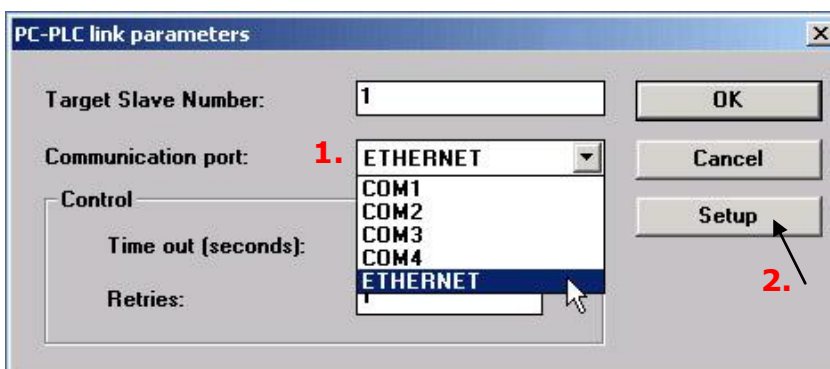 PC-PLC link parameters
Target Slave Number: 1 OK
Communication port: 1. ETHERNET Cancel
COM1
Control COM2 Setup
COM3
Time out (seconds): COM4
ETHERNET 2.
Retries: